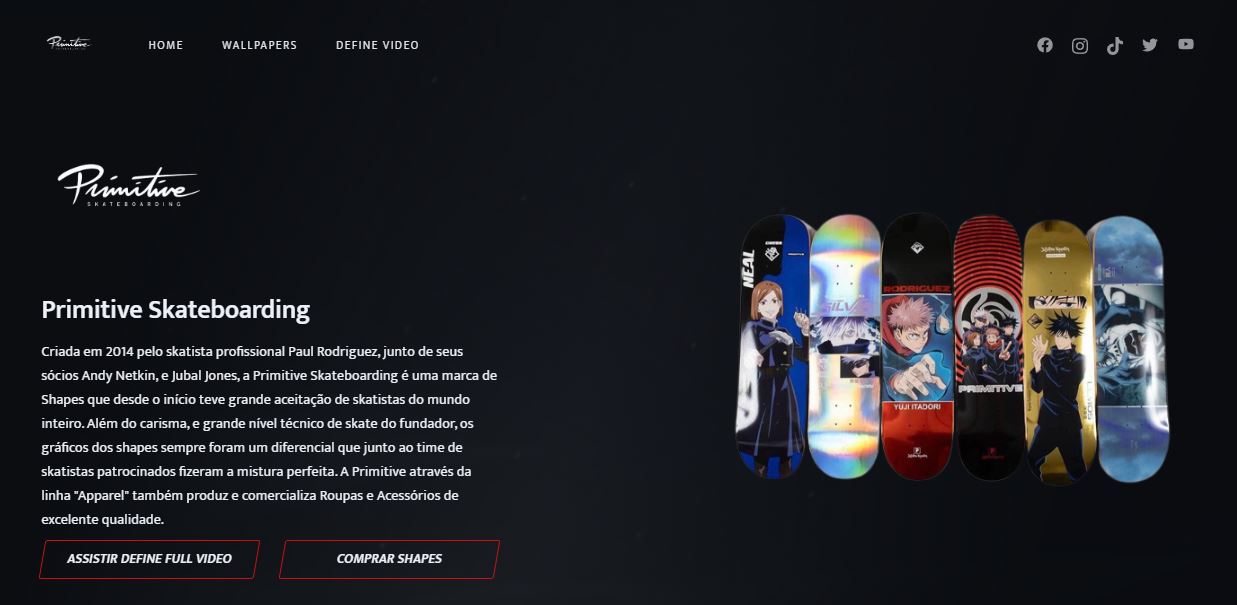 Primitive
HOME
WALLPAPERS
DEFINE VIDEO
Primitive
SKATEBOARDING
Primitive Skateboarding
Criada em 2014 pelo skatista profissional Paul Rodriguez, junto de seus
sócios Andy Netkin, e Jubal Jones, a Primitive Skateboarding é uma marca de
Shapes que desde o início teve grande aceitação de skatistas do mundo
inteiro. Além do carisma, e grande nível técnico de skate do fundador, os
gráficos dos shapes sempre foram um diferencial que junto ao time de
skatistas patrocinados fizeram a mistura perfeita. A Primitive através da
linha "Apparel" também produz e comercializa Roupas e Acessórios de
excelente qualidade.
ASSISTIR DEFINE FULL VIDEO
COMPRAR SHAPES
NEAL
SILVA
RODRIGUEZ
YUJI ITADORI
PRIMITIVE